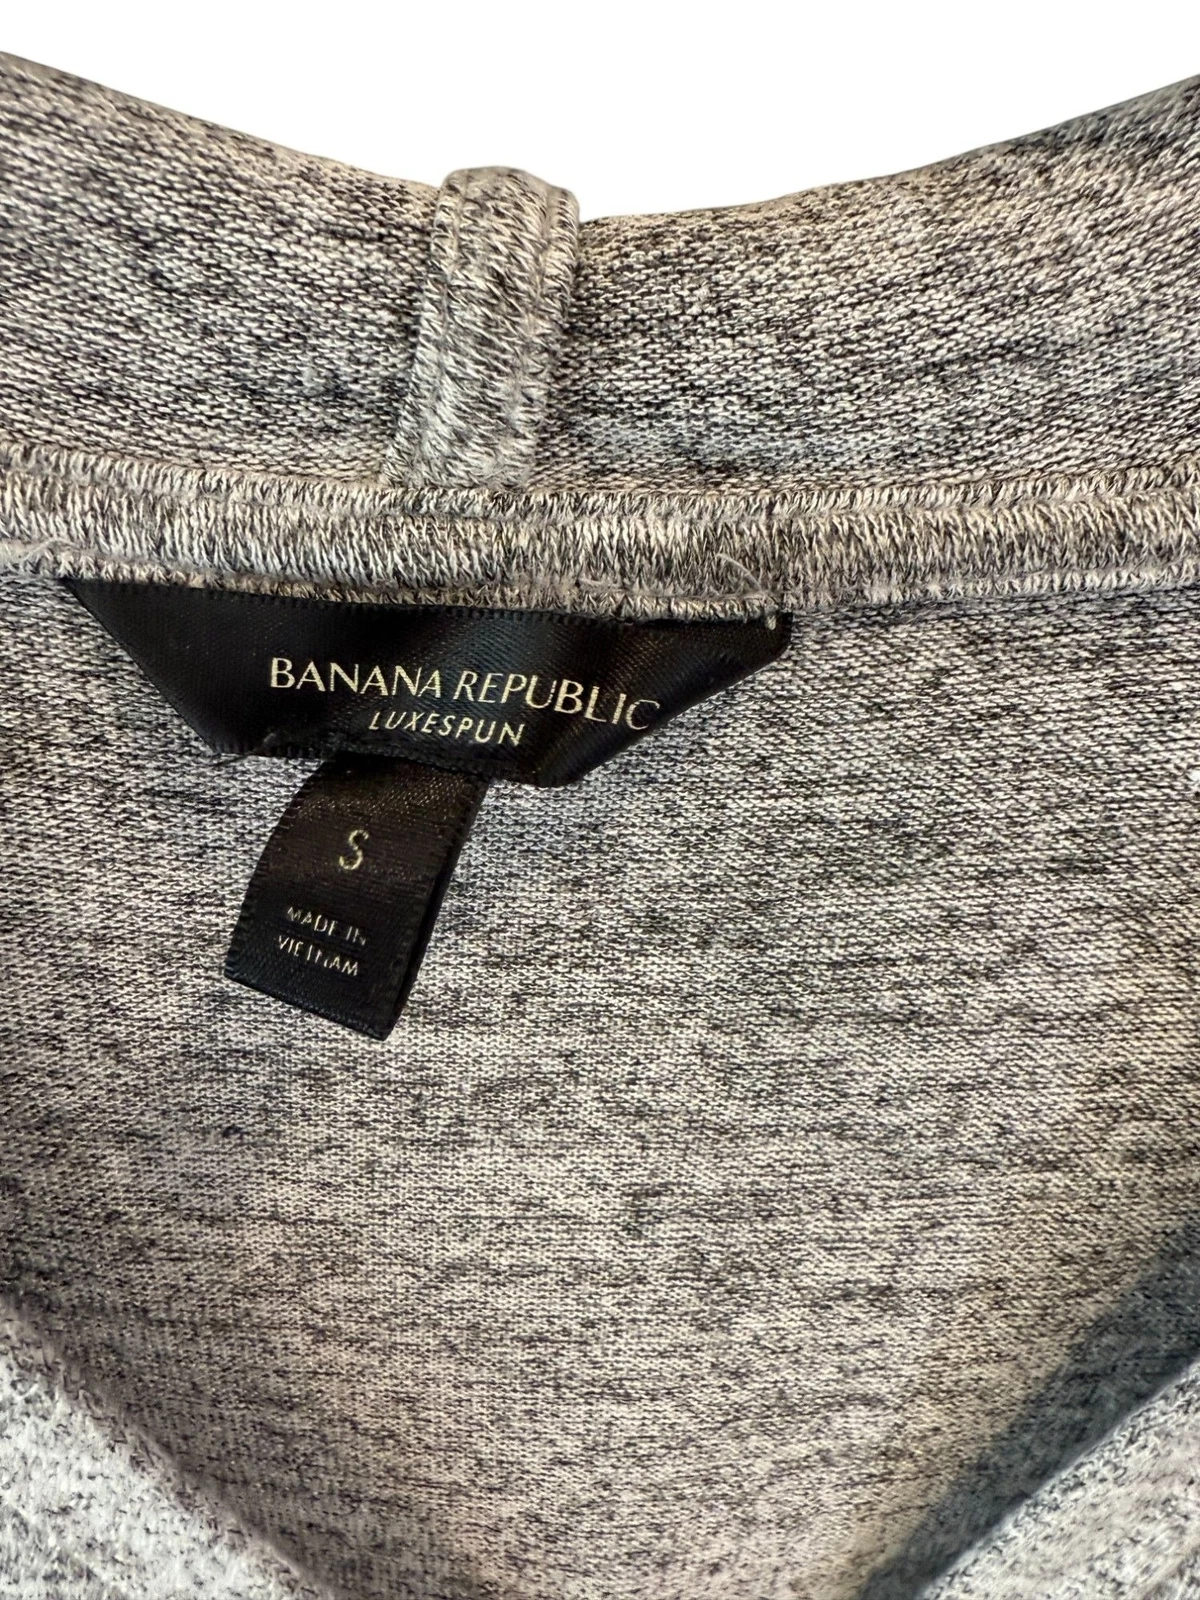 BANANA REPUBLIC
LUXESPUN
S
MADE IN
VIETNAM